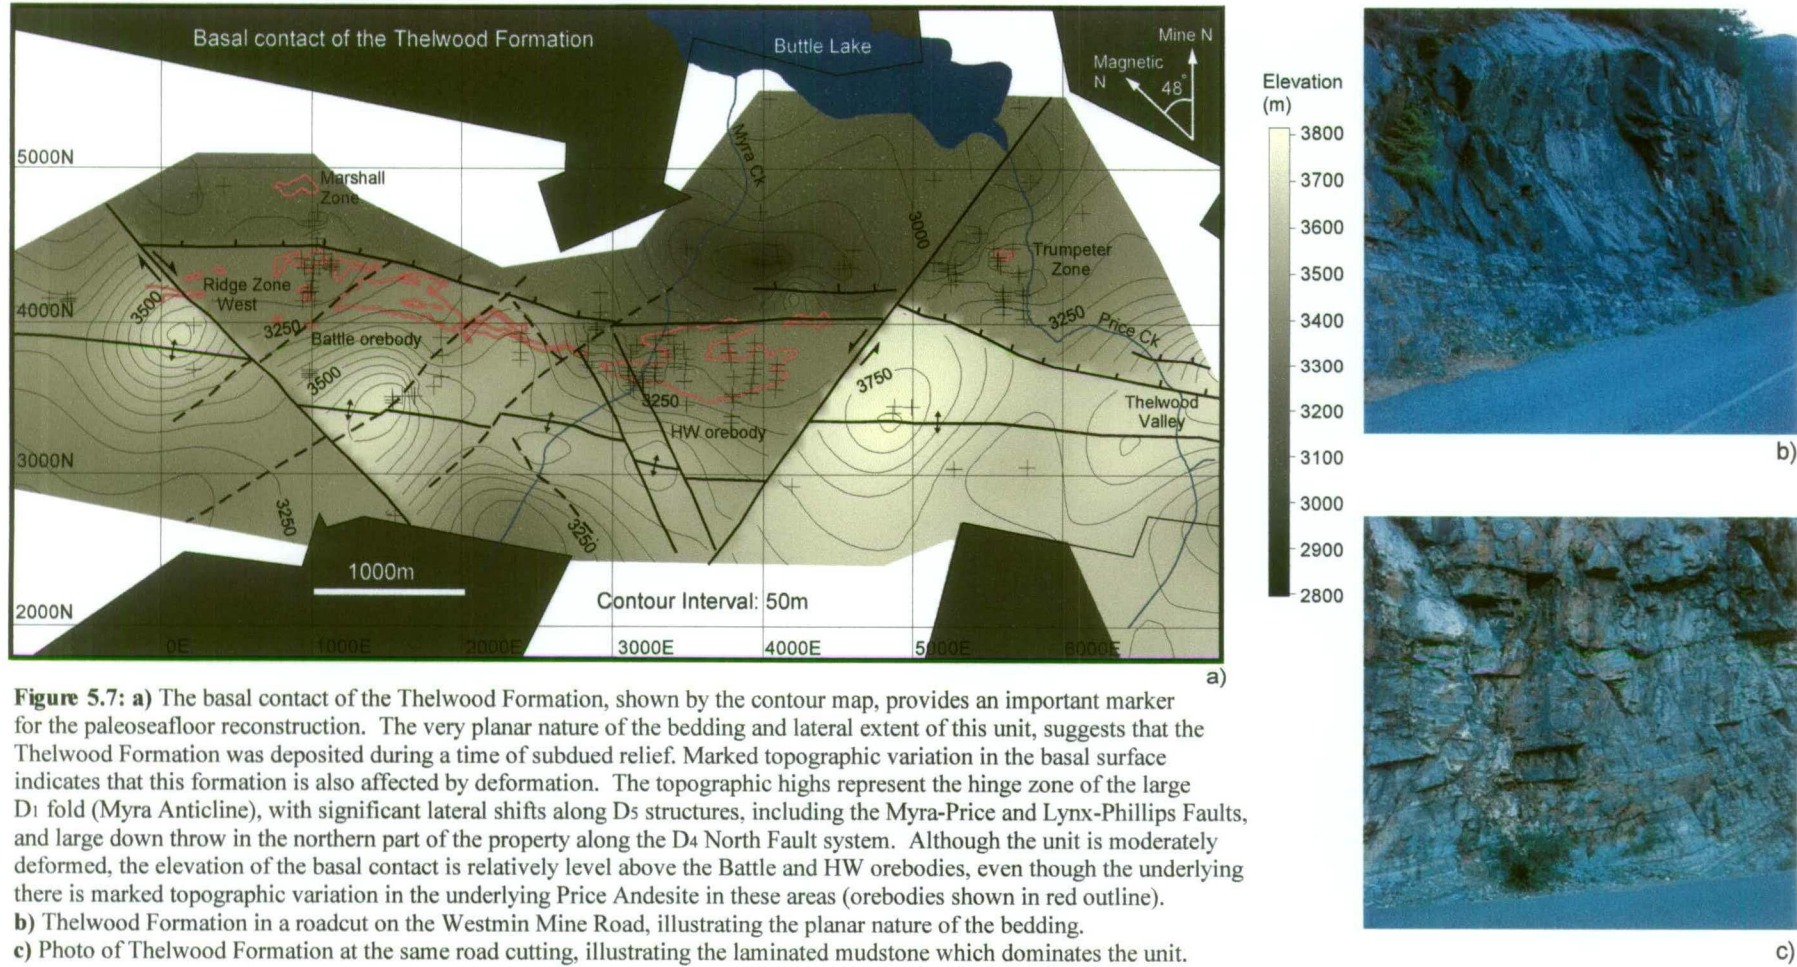 Basal contact of the Thelwood Formation
Buttle Lake
Mine N
Magnetic
N
48°
5000N
Marshall
Zone
Myra Ck
3000
Trumpeter
Zone
Ridge Zone
West
3500
4000N
3250
Battle orebody
3250
Price Ck
3500
3750
3250
Thelwood
Valley
HW orebody
3000N
3250
3250
1000m
Contour Interval: 50m
2000N
0E
1000E
2000E
3000E
4000E
5000E
6000E
a)
Elevation
(m)
3800
3700
3600
3500
3400
3300
3200
3100
3000
2900
2800
b)
c)
Figure 5.7: a) The basal contact of the Thelwood Formation, shown by the contour map, provides an important marker
for the paleoseafloor reconstruction. The very planar nature of the bedding and lateral extent of this unit, suggests that the
Thelwood Formation was deposited during a time of subdued relief. Marked topographic variation in the basal surface
indicates that this formation is also affected by deformation. The topographic highs represent the hinge zone of the large
D1 fold (Myra Anticline), with significant lateral shifts along D5 structures, including the Myra-Price and Lynx-Phillips Faults,
and large down throw in the northern part of the property along the D4 North Fault system. Although the unit is moderately
deformed, the elevation of the basal contact is relatively level above the Battle and HW orebodies, even though the underlying
there is marked topographic variation in the underlying Price Andesite in these areas (orebodies shown in red outline).
b) Thelwood Formation in a roadcut on the Westmin Mine Road, illustrating the planar nature of the bedding.
c) Photo of Thelwood Formation at the same road cutting, illustrating the laminated mudstone which dominates the unit.